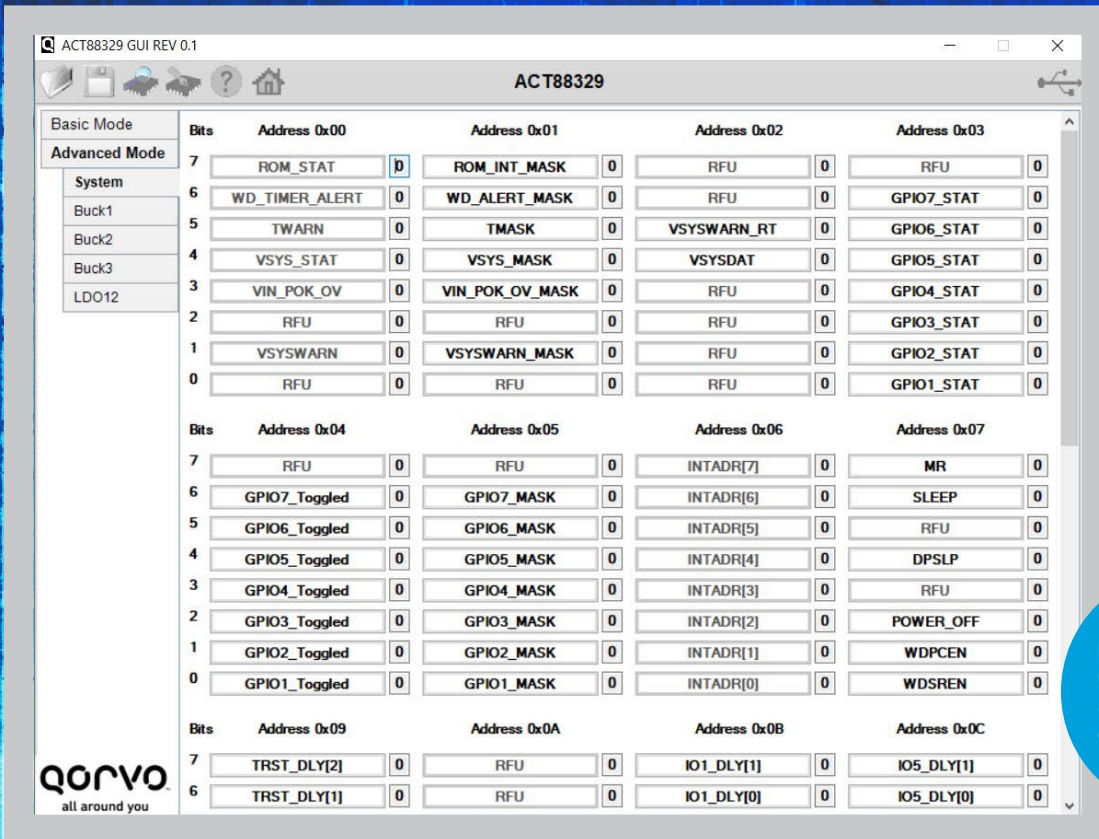 ACT88329 GUI REV 0.1
ACT88329
Basic Mode
Advanced Mode
System
Buck1
Buck2
Buck3
LDO12
Bits Address 0x00 Address 0x01 Address 0x02 Address 0x03
7 ROM_STAT 0 ROM_INT_MASK 0 RFU 0 RFU 0
6 WD_TIMER_ALERT 0 WD_ALERT_MASK 0 RFU 0 GPIO7_STAT 0
5 TWARN 0 TMASK 0 VSYSWARN_RT 0 GPIO6_STAT 0
4 VSYS_STAT 0 VSYS_MASK 0 VSYSDAT 0 GPIO5_STAT 0
3 VIN_POK_OV 0 VIN_POK_OV_MASK 0 RFU 0 GPIO4_STAT 0
2 RFU 0 RFU 0 RFU 0 GPIO3_STAT 0
1 VSYSWARN 0 VSYSWARN_MASK 0 RFU 0 GPIO2_STAT 0
0 RFU 0 RFU 0 RFU 0 GPIO1_STAT 0
Bits Address 0x04 Address 0x05 Address 0x06 Address 0x07
7 RFU 0 RFU 0 INTADR[7] 0 MR 0
6 GPIO7_Toggled 0 GPIO7_MASK 0 INTADR[6] 0 SLEEP 0
5 GPIO6_Toggled 0 GPIO6_MASK 0 INTADR[5] 0 RFU 0
4 GPIO5_Toggled 0 GPIO5_MASK 0 INTADR[4] 0 DPSLP 0
3 GPIO4_Toggled 0 GPIO4_MASK 0 INTADR[3] 0 RFU 0
2 GPIO3_Toggled 0 GPIO3_MASK 0 INTADR[2] 0 POWER_OFF 0
1 GPIO2_Toggled 0 GPIO2_MASK 0 INTADR[1] 0 WDPCEN 0
0 GPIO1_Toggled 0 GPIO1_MASK 0 INTADR[0] 0 WDSREN 0
Bits Address 0x09 Address 0x0A Address 0x0B Address 0x0C
7 TRST_DLY[2] 0 RFU 0 IO1_DLY[1] 0 IO5_DLY[1] 0
6 TRST_DLY[1] 0 RFU 0 IO1_DLY[0] 0 IO5_DLY[0] 0
QORVO
all around you